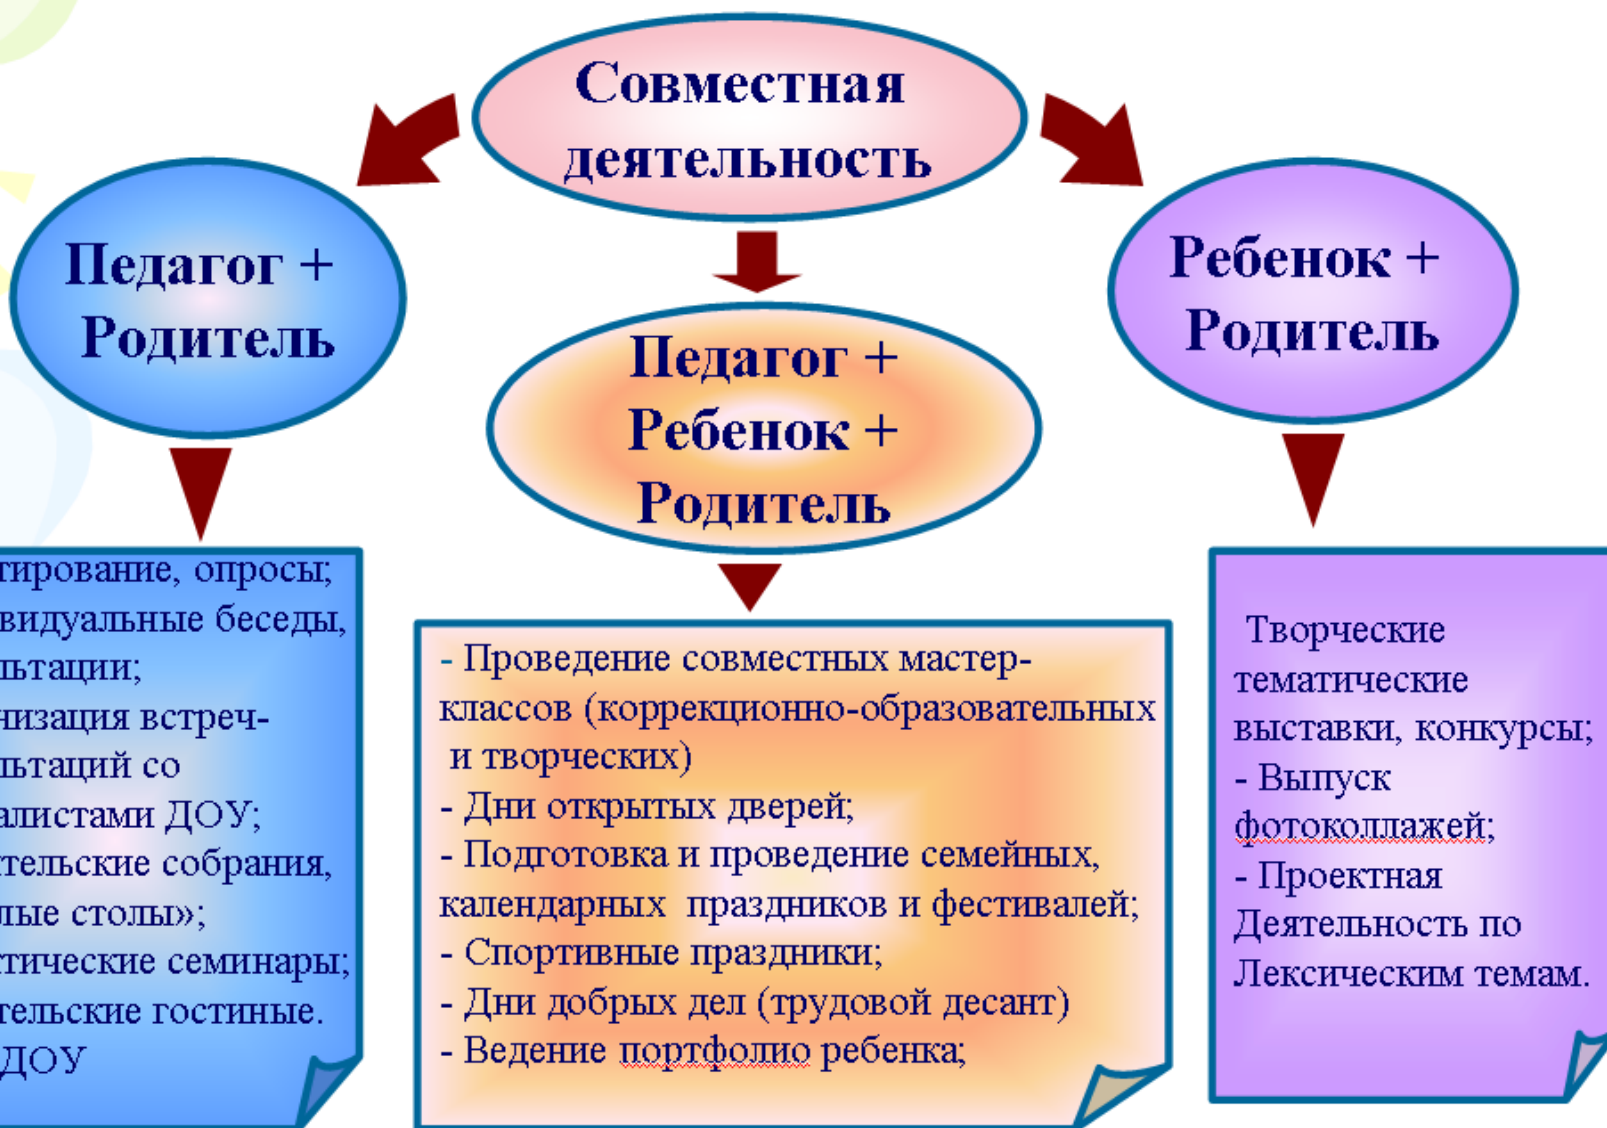 Совместная
деятельность
Педагог +
Родитель
Педагог +
Ребенок +
Родитель
Ребенок +
Родитель
тирование, опросы;
видуальные беседы,
льтации;
низация встреч-
льтаций со
алистами ДОУ;
тельские собрания,
лые столы»;
тические семинары;
тельские гостиные.
ДОУ
- Проведение совместных мастер-
классов (коррекционно-образовательных
и творческих)
- Дни открытых дверей;
- Подготовка и проведение семейных,
календарных праздников и фестивалей;
- Спортивные праздники;
- Дни добрых дел (трудовой десант)
- Ведение портфолио ребенка;
Творческие
тематические
выставки, конкурсы;
- Выпуск
фотоколлажей;
- Проектная
Деятельность по
Лексическим темам.